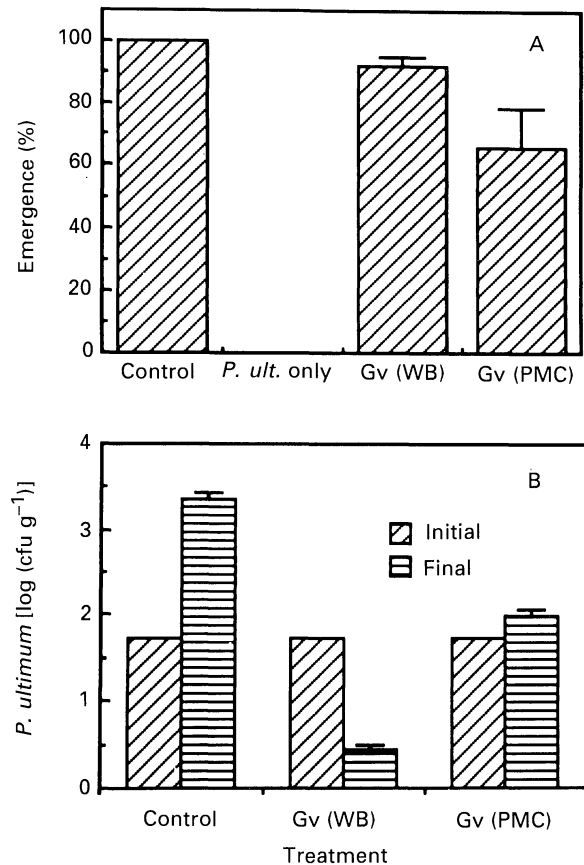 A
Emergence (%)
100
80
60
40
20
0
Control P. ult. only Gv (WB) Gv (PMC)
B
P. ultimum [log (cfu g⁻¹)]
4
3
2
1
0
Initial
Final
Control Gv (WB) Gv (PMC)
Treatment